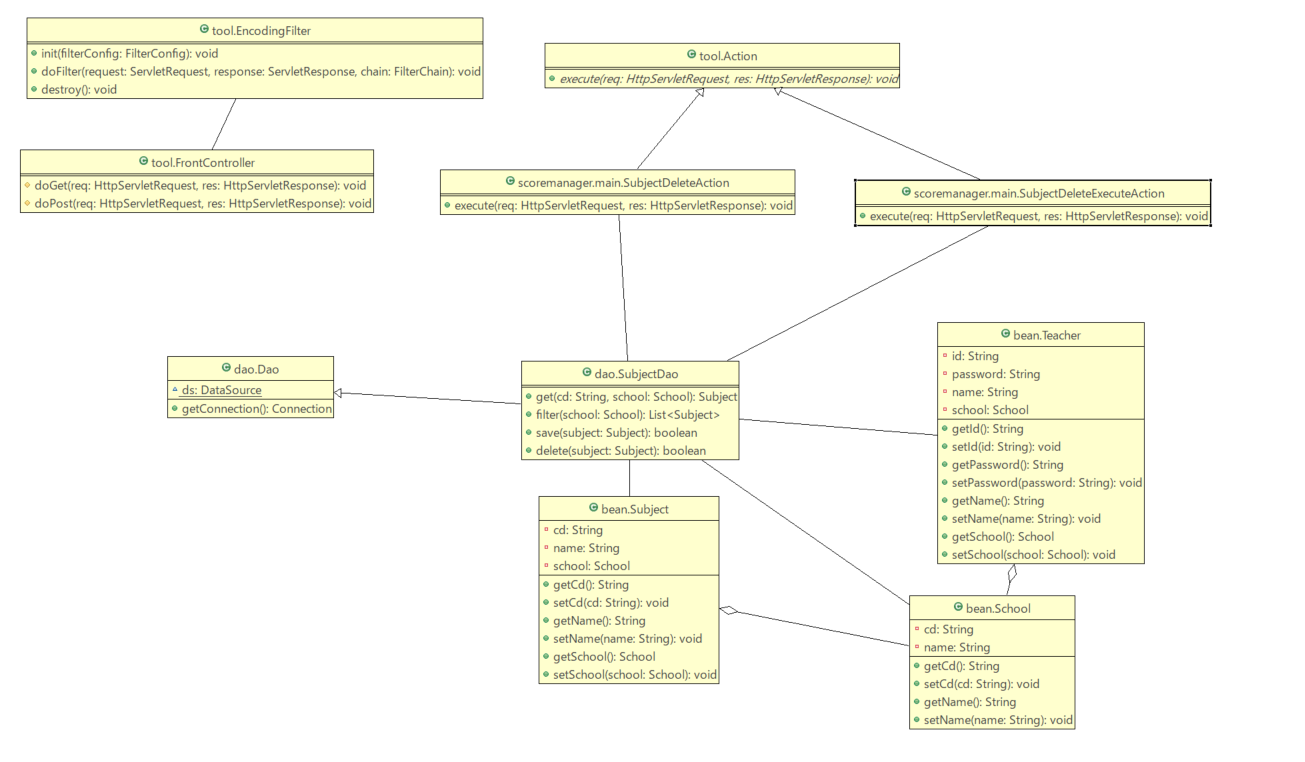 tool.EncodingFilter
init(filterConfig: FilterConfig): void
doFilter(request: ServletRequest, response: ServletResponse, chain: FilterChain): void
destroy(): void
tool.Action
execute(req: HttpServletRequest, res: HttpServletResponse): void
tool.FrontController
doGet(req: HttpServletRequest, res: HttpServletResponse): void
doPost(req: HttpServletRequest, res: HttpServletResponse): void
scoremanager.main.SubjectDeleteAction
execute(req: HttpServletRequest, res: HttpServletResponse): void
scoremanager.main.SubjectDeleteExecuteAction
execute(req: HttpServletRequest, res: HttpServletResponse): void
dao.Dao
ds: DataSource
getConnection(): Connection
dao.SubjectDao
get(cd: String, school: School): Subject
filter(school: School): List<Subject>
save(subject: Subject): boolean
delete(subject: Subject): boolean
bean.Teacher
id: String
password: String
name: String
school: School
getId(): String
setId(id: String): void
getPassword(): String
setPassword(password: String): void
getName(): String
setName(name: String): void
getSchool(): School
setSchool(school: School): void
bean.Subject
cd: String
name: String
school: School
getCd(): String
setCd(cd: String): void
getName(): String
setName(name: String): void
getSchool(): School
setSchool(school: School): void
bean.School
cd: String
name: String
getCd(): String
setCd(cd: String): void
getName(): String
setName(name: String): void